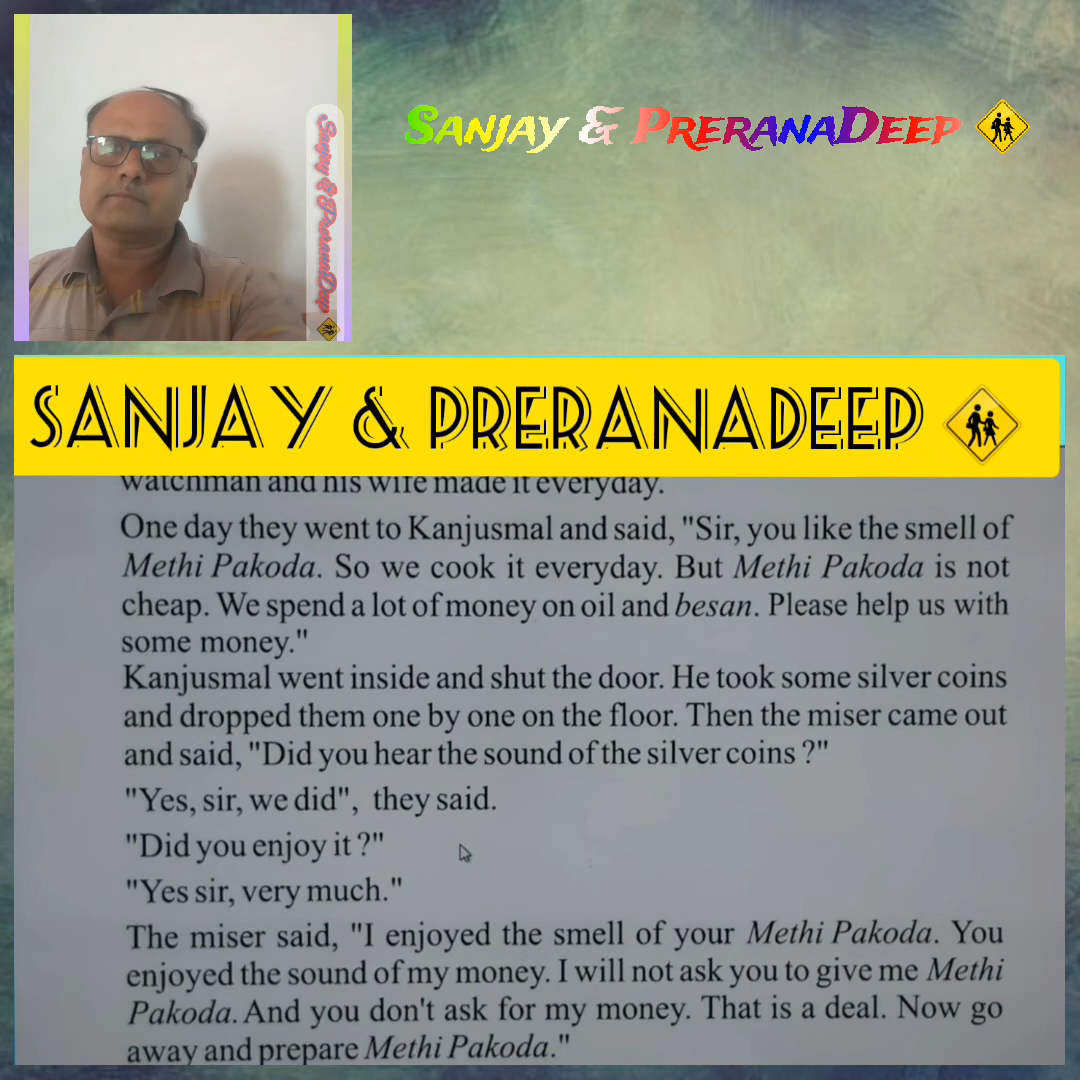 Sanjay & PreranaDeep
Sanjay & PreranaDeep
SANJAY & PRERANADEEP
watchman and his wife made it everyday.
One day they went to Kanjusmal and said, "Sir, you like the smell of
Methi Pakoda. So we cook it everyday. But Methi Pakoda is not
cheap. We spend a lot of money on oil and besan. Please help us with
some money."
Kanjusmal went inside and shut the door. He took some silver coins
and dropped them one by one on the floor. Then the miser came out
and said, "Did you hear the sound of the silver coins ?"
"Yes, sir, we did", they said.
"Did you enjoy it ?"
"Yes sir, very much."
The miser said, "I enjoyed the smell of your Methi Pakoda. You
enjoyed the sound of my money. I will not ask you to give me Methi
Pakoda. And you don't ask for my money. That is a deal. Now go
away and prepare Methi Pakoda."